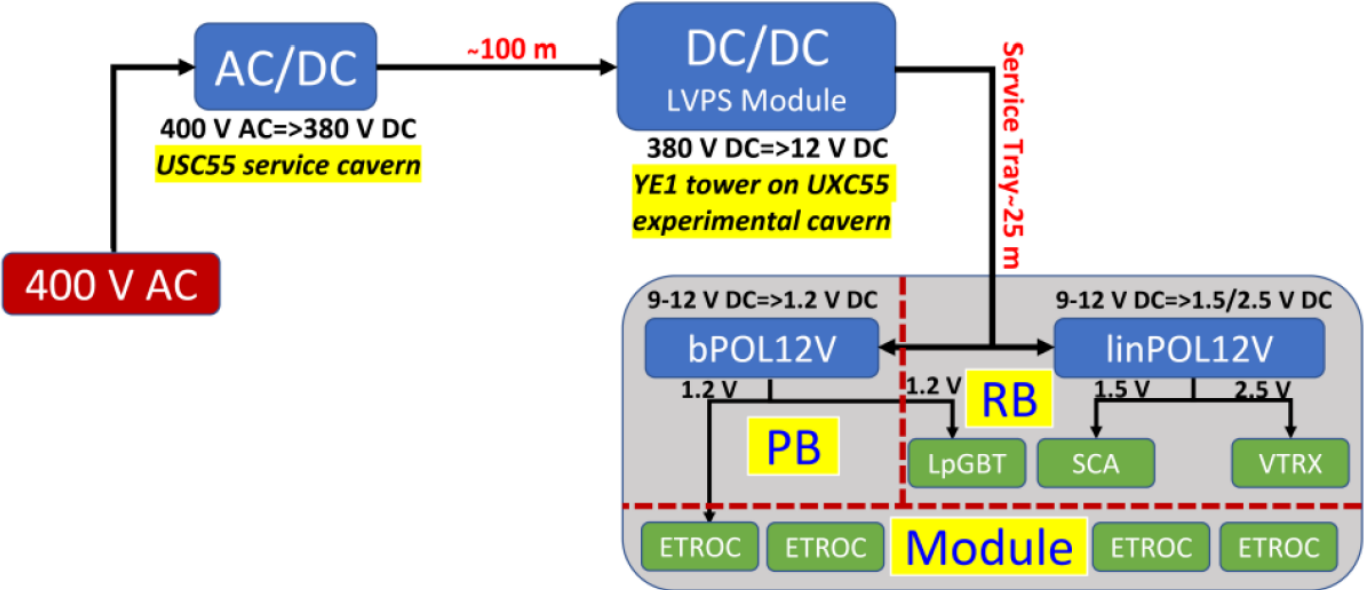 AC/DC
400 V AC=>380 V DC
USC55 service cavern
~100 m
DC/DC
LVPS Module
380 V DC=>12 V DC
YE1 tower on UXC55
experimental cavern
Service Tray~25 m
400 V AC
9-12 V DC=>1.2 V DC
bPOL12V
1.2 V
1.2 V
PB
9-12 V DC=>1.5/2.5 V DC
linPOL12V
RB
1.5 V
2.5 V
LpGBT
SCA
VTRX
ETROC
ETROC
Module
ETROC
ETROC